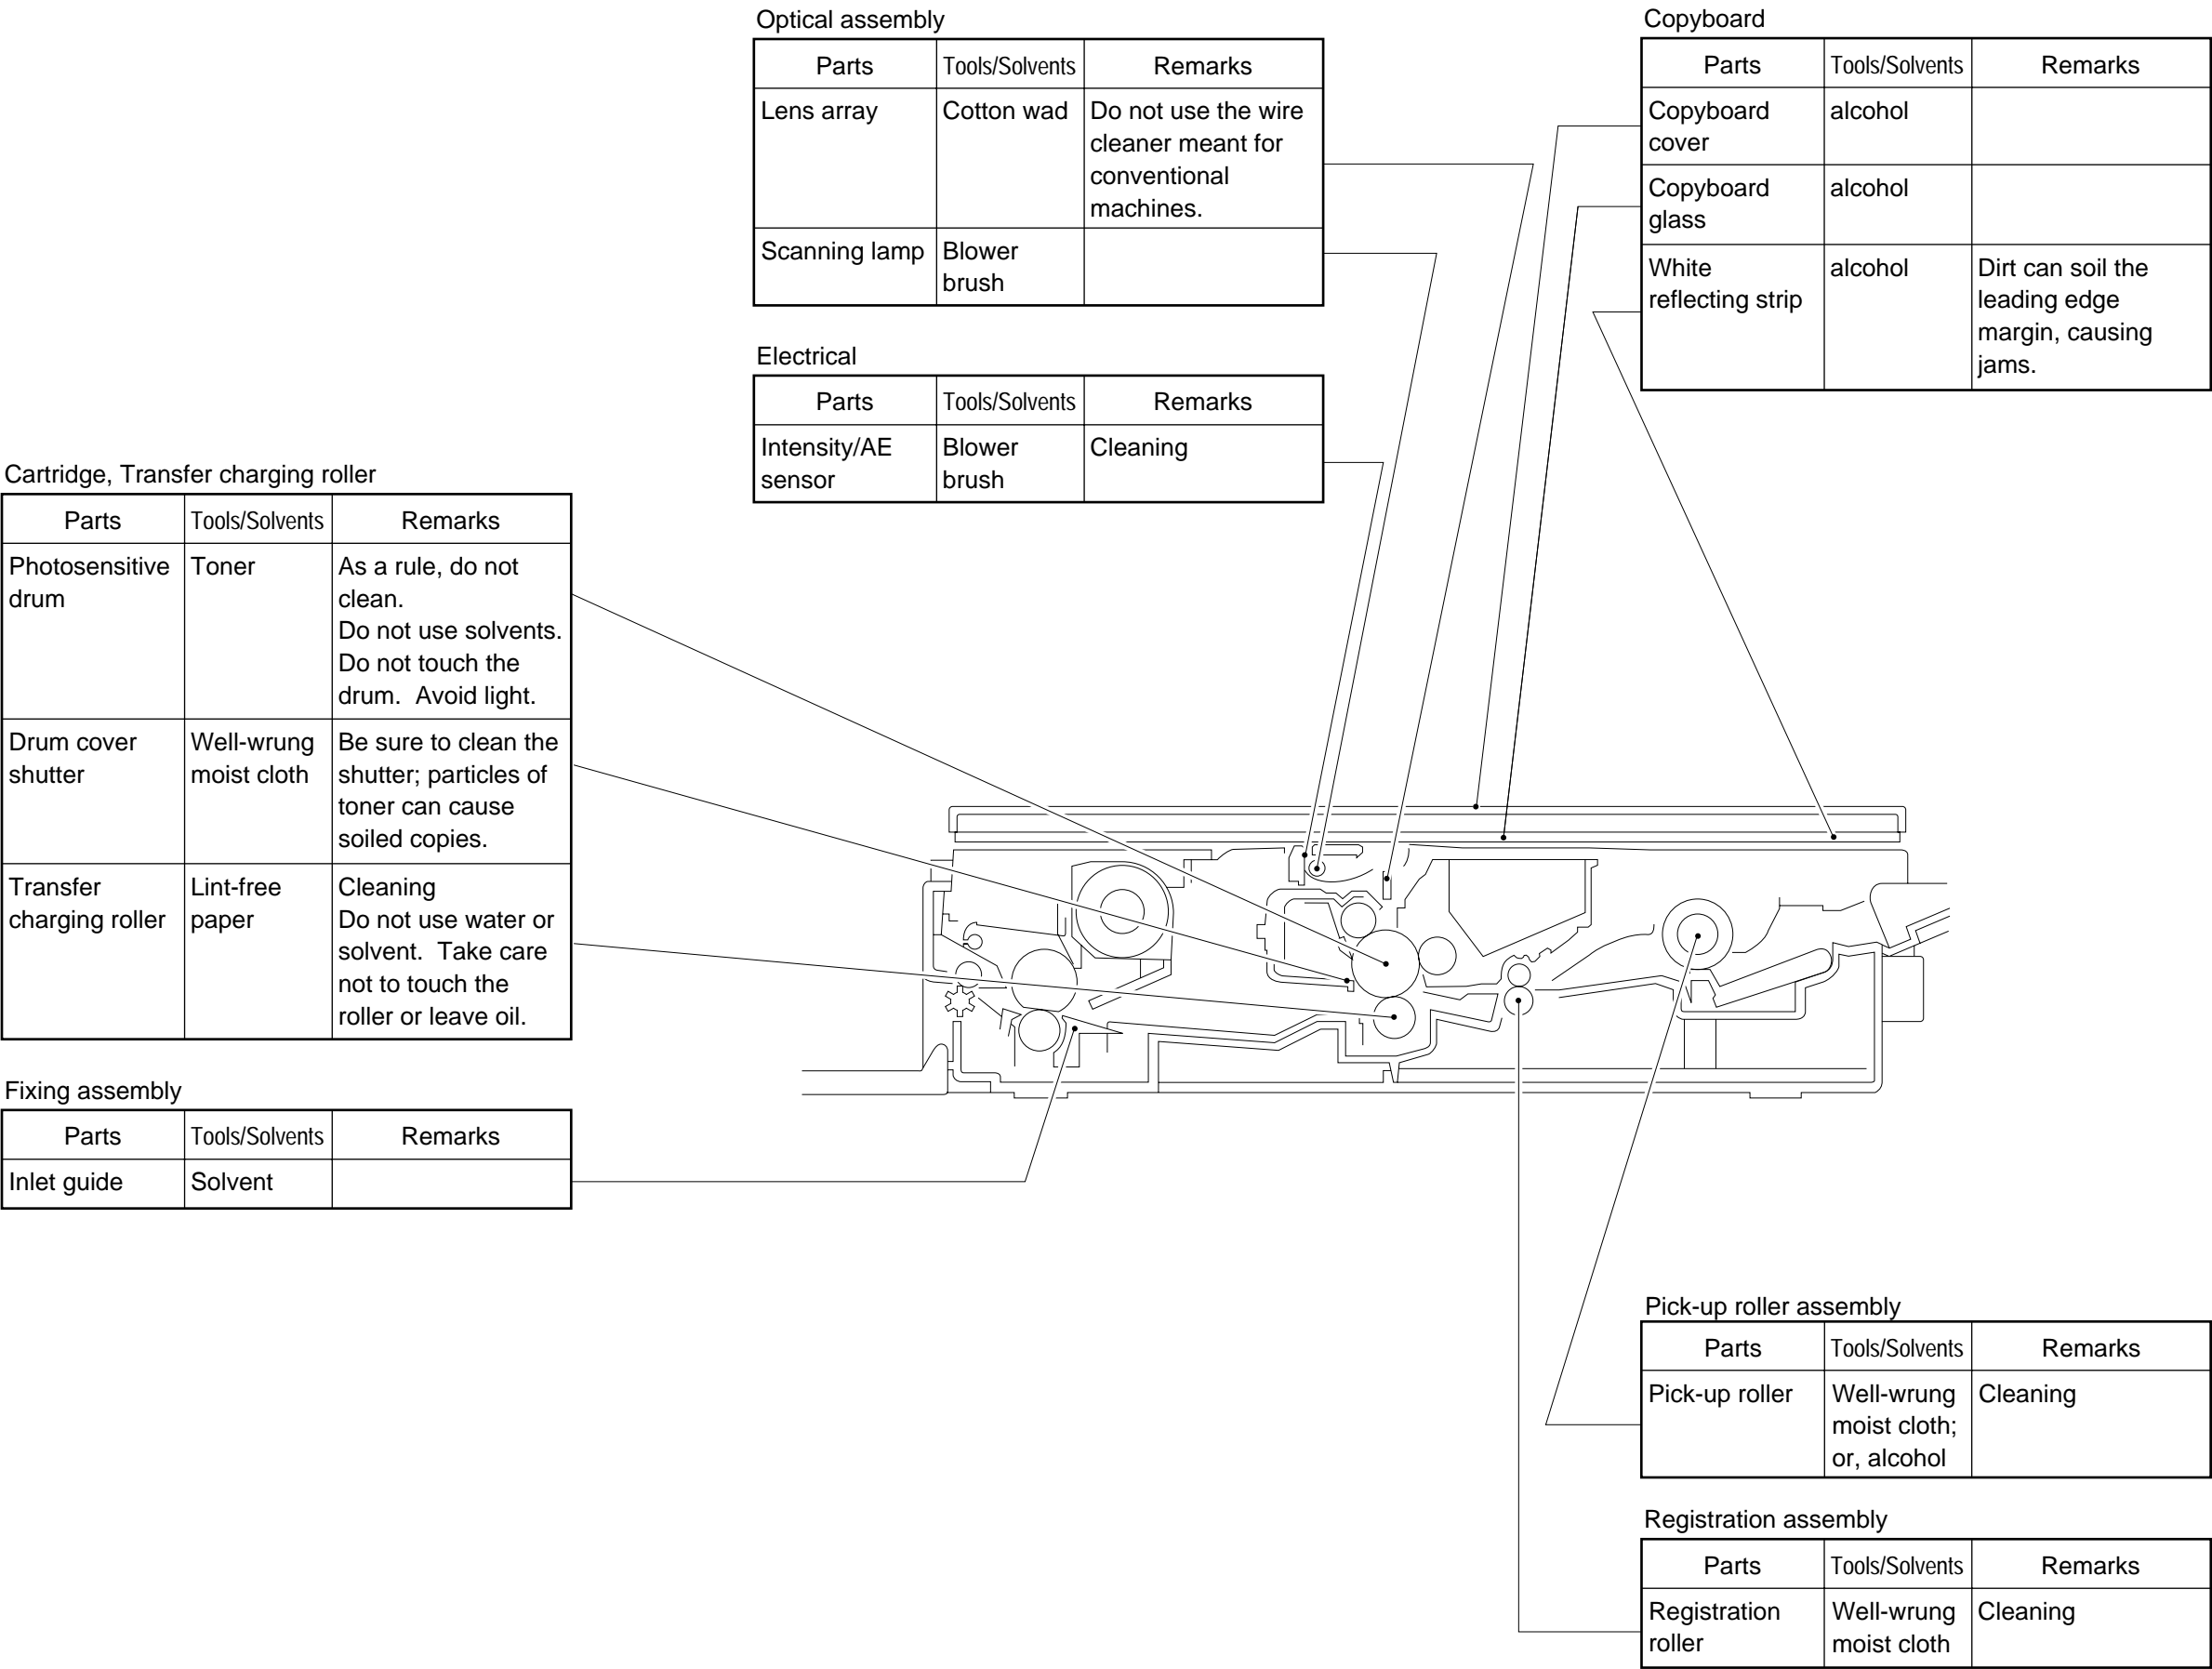 Optical assembly
Parts Tools/Solvents Remarks
Lens array Cotton wad Do not use the wire
cleaner meant for
conventional
machines.
Scanning lamp Blower
brush
Electrical
Parts Tools/Solvents Remarks
Intensity/AE Blower Cleaning
sensor brush
Copyboard
Parts Tools/Solvents Remarks
Copyboard alcohol
cover
Copyboard alcohol
glass
White alcohol Dirt can soil the
reflecting strip leading edge
margin, causing
jams.
Cartridge, Transfer charging roller
Parts Tools/Solvents Remarks
Photosensitive Toner As a rule, do not
drum clean.
Do not use solvents.
Do not touch the
drum. Avoid light.
Drum cover Well-wrung Be sure to clean the
shutter moist cloth shutter; particles of
toner can cause
soiled copies.
Transfer Lint-free Cleaning
charging roller paper Do not use water or
solvent. Take care
not to touch the
roller or leave oil.
Fixing assembly
Parts Tools/Solvents Remarks
Inlet guide Solvent
Pick-up roller assembly
Parts Tools/Solvents Remarks
Pick-up roller Well-wrung Cleaning
moist cloth;
or, alcohol
Registration assembly
Parts Tools/Solvents Remarks
Registration Well-wrung Cleaning
roller moist cloth